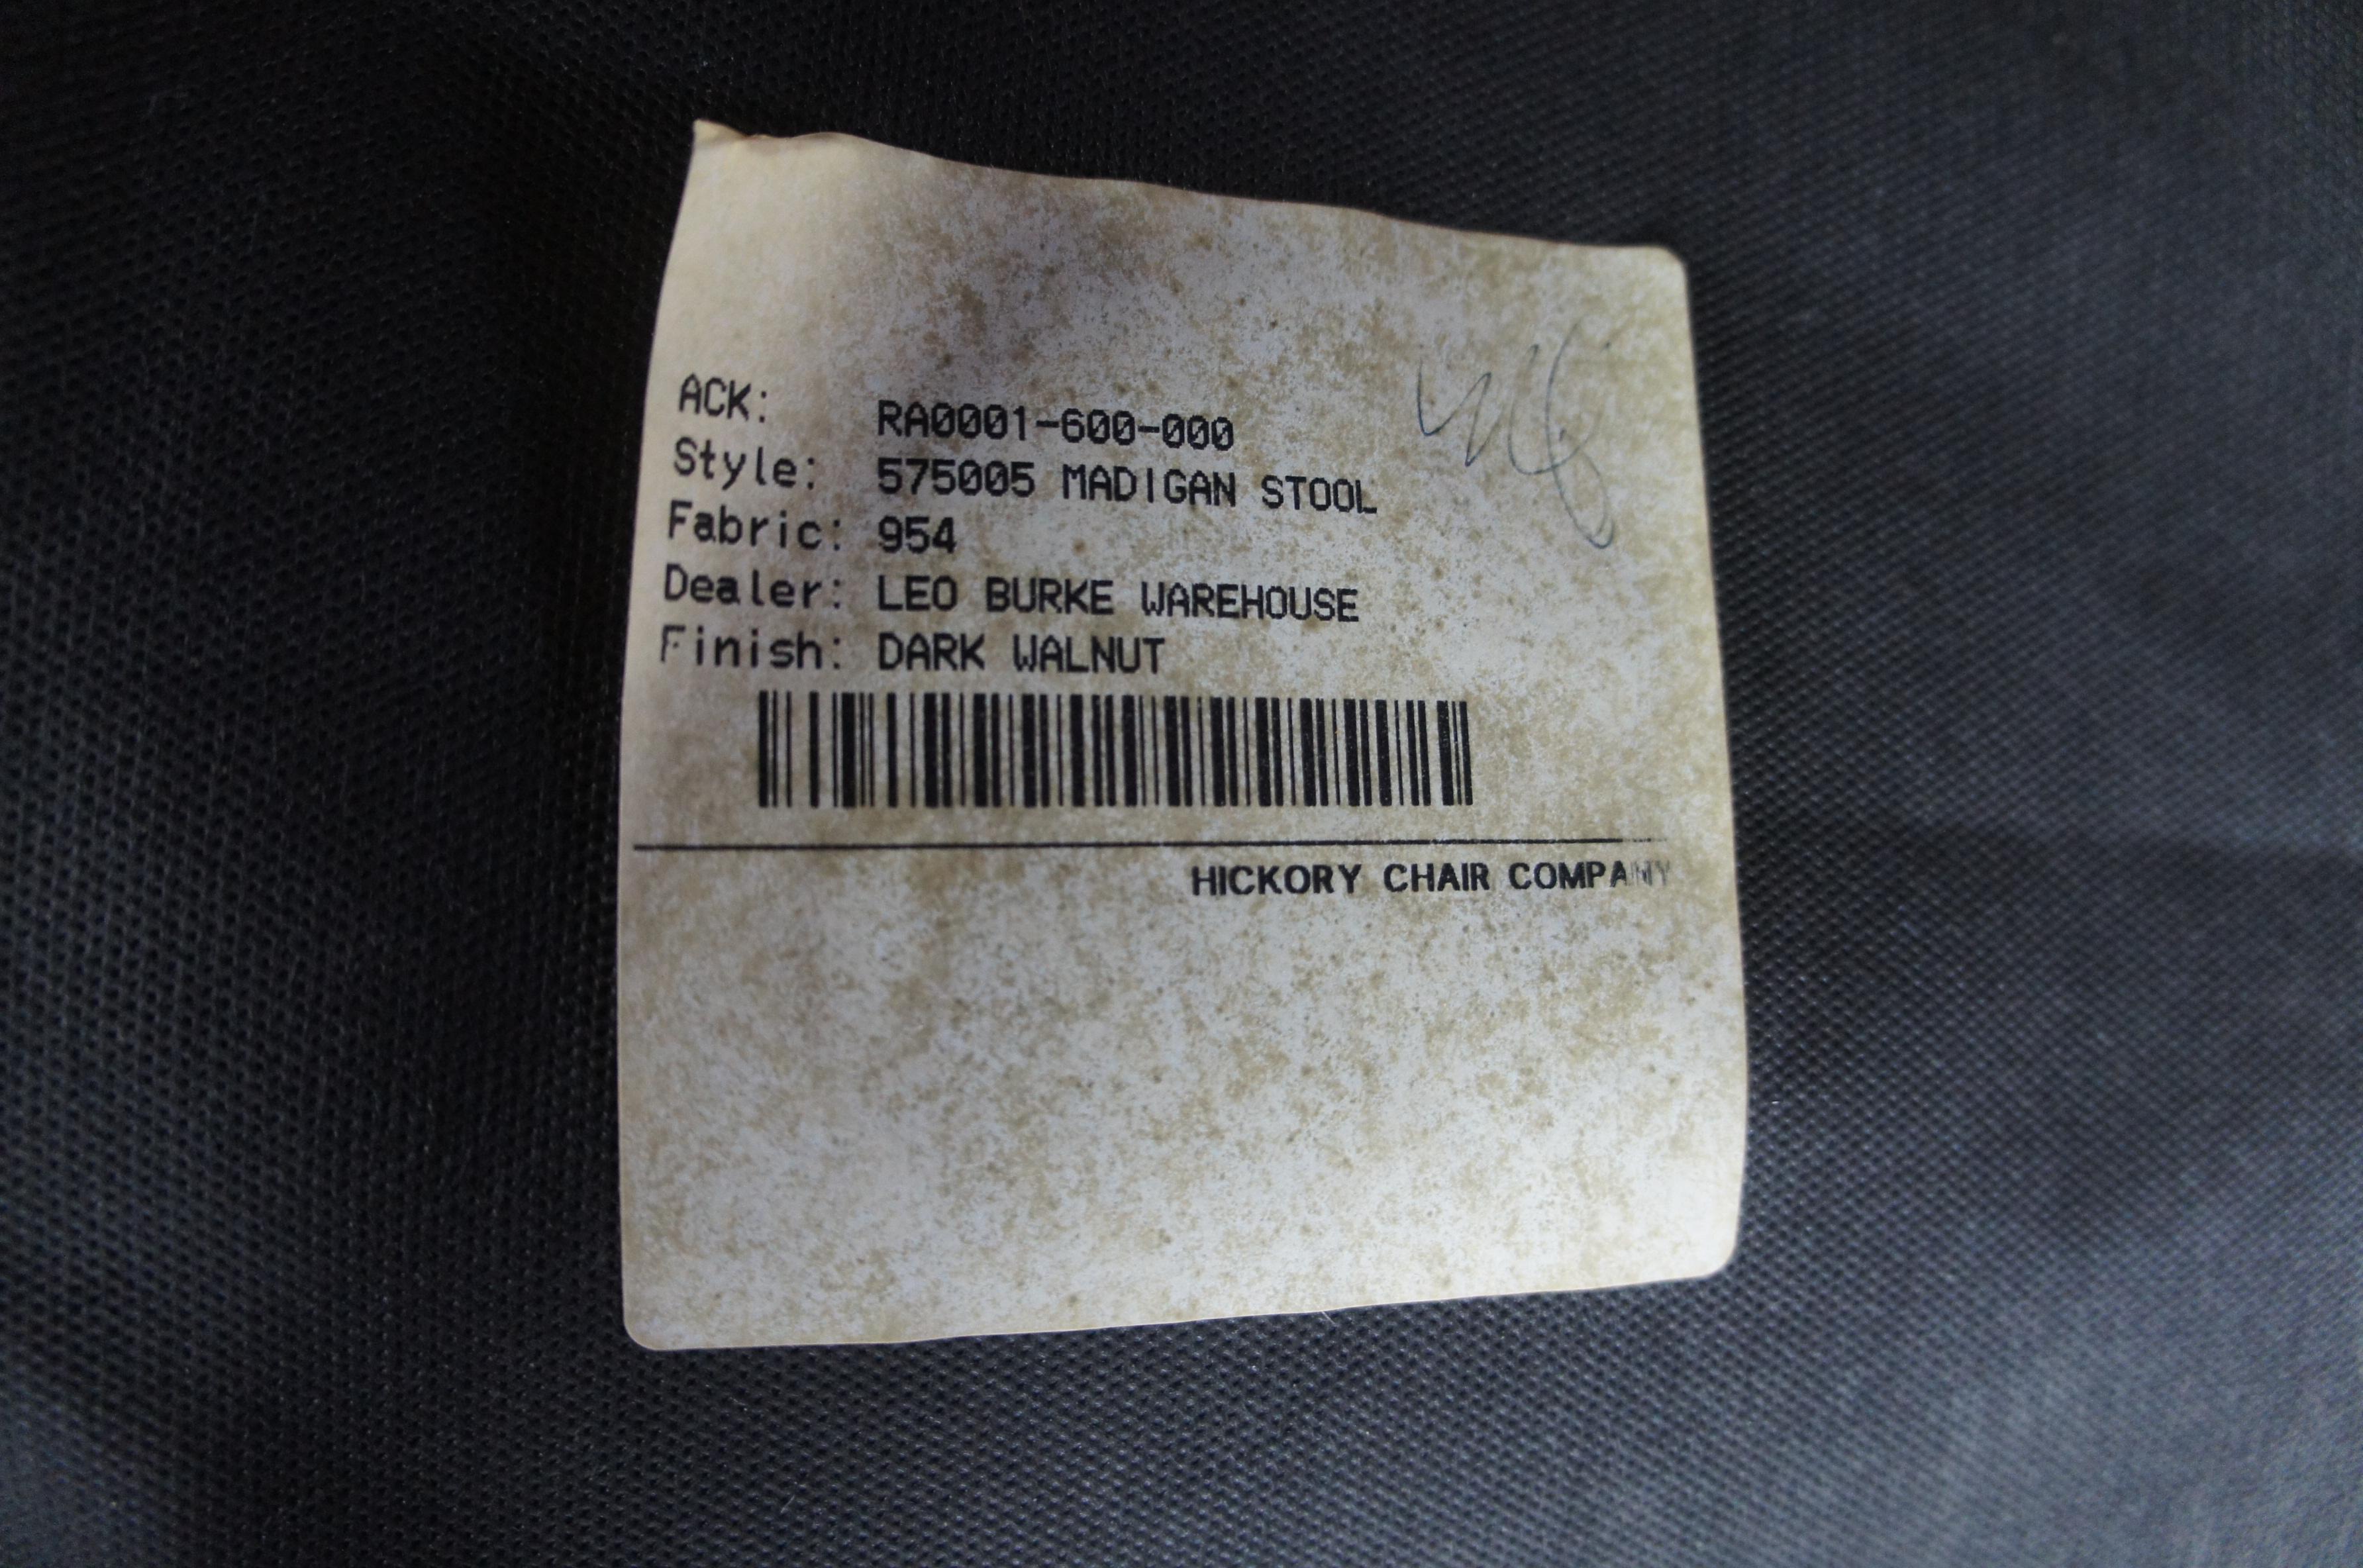 ACK: RA0001-600-000
Style: 575005 MADIGAN STOOL
Fabric: 954
Dealer: LEO BURKE WAREHOUSE
Finish: DARK WALNUT
HICKORY CHAIR COMPANY